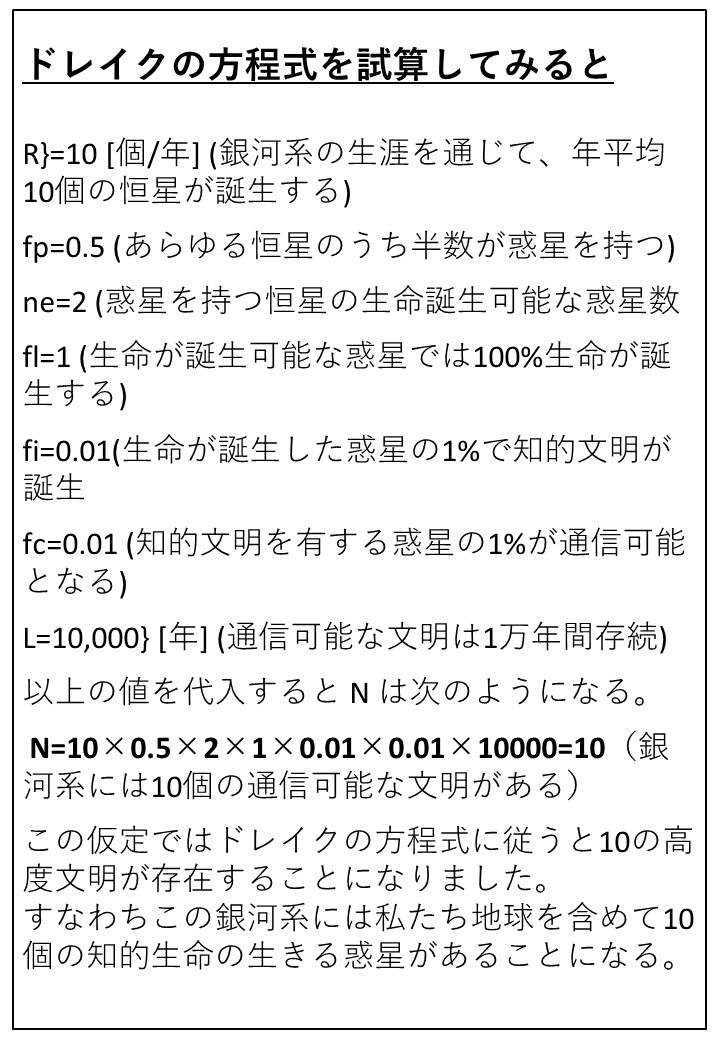 ドレイクの方程式を試算してみると
R}=10 [個/年] (銀河系の生涯を通じて、年平均
10個の恒星が誕生する)
fp=0.5 (あらゆる恒星のうち半数が惑星を持つ)
ne=2 (惑星を持つ恒星の生命誕生可能な惑星数
fl=1 (生命が誕生可能な惑星では100%生命が誕
生する)
fi=0.01(生命が誕生した惑星の1%で知的文明が
誕生
fc=0.01 (知的文明を有する惑星の1%が通信可能
となる)
L=10,000} [年] (通信可能な文明は1万年間存続)
以上の値を代入すると N は次のようになる。
N=10×0.5×2×1×0.01×0.01×10000=10（銀
河系には10個の通信可能な文明がある）
この仮定ではドレイクの方程式に従うと10の高
度文明が存在することになりました。
すなわちこの銀河系には私たち地球を含めて10
個の知的生命の生きる惑星があることになる。